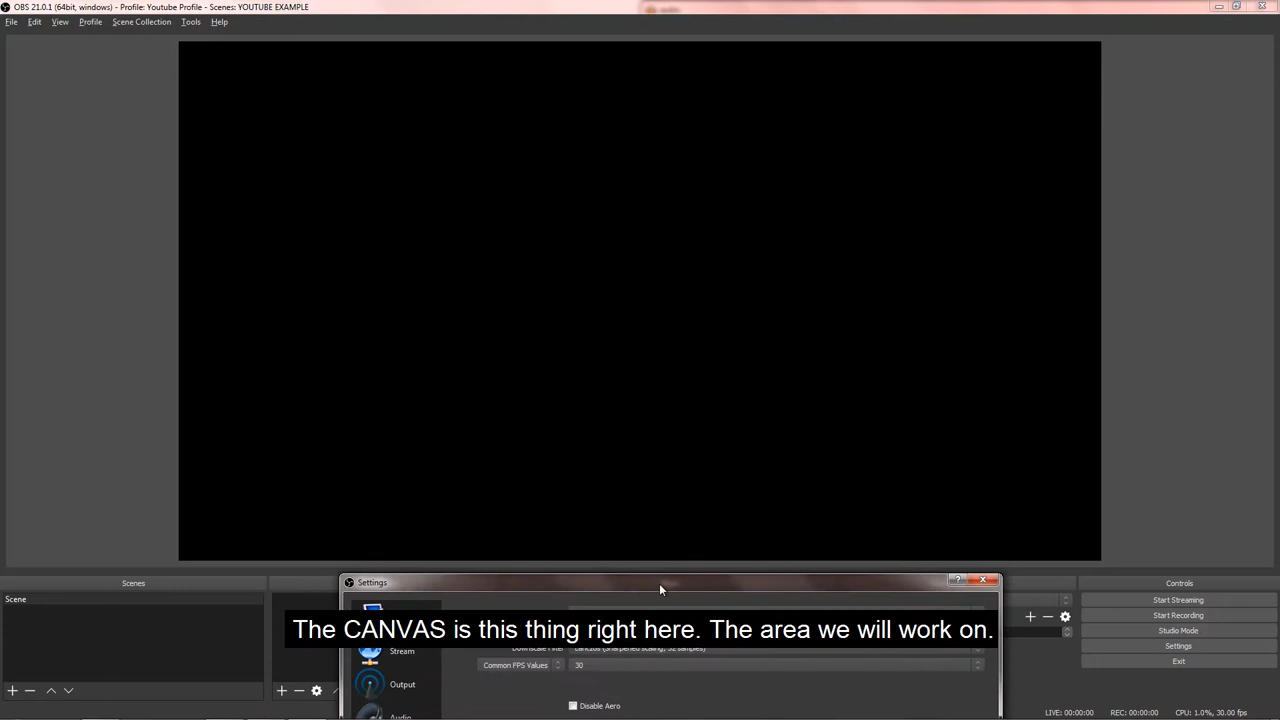 OBS 21.0.1 (64bit, windows) - Profile: Youtube Profile - Scenes: YOUTUBE EXAMPLE
File Edit View Profile Scene Collection Tools Help
Scenes
Controls
Settings
?
Scene
Start Streaming
Start Recording
The CANVAS is this thing right here. The area we will work on.
Studio Mode
Settings
Stream
Exit
Common FPS Values
30
Output
Disable Aero
Audio
LIVE: 00:00:00
REC: 00:00:00
CPU: 1.0%, 30.00 fps